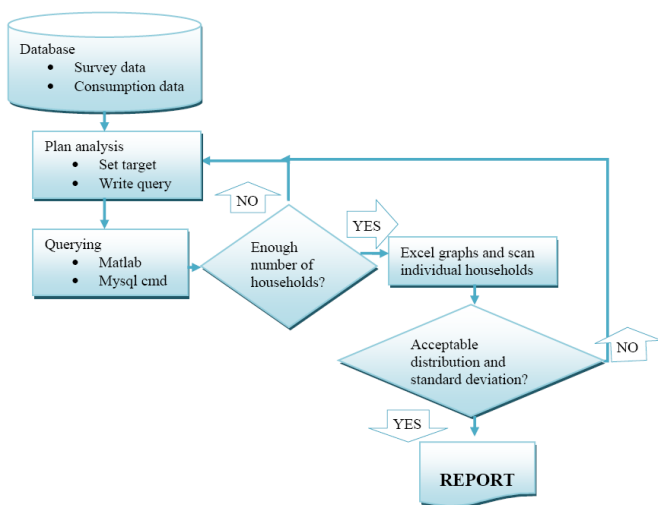 Database
• Survey data
• Consumption data
Plan analysis
• Set target
• Write query
NO
YES
Querying
• Matlab
• Mysql cmd
Enough
number of
households?
Excel graphs and scan
individual households
Acceptable
distribution and
standard deviation?
NO
YES
REPORT